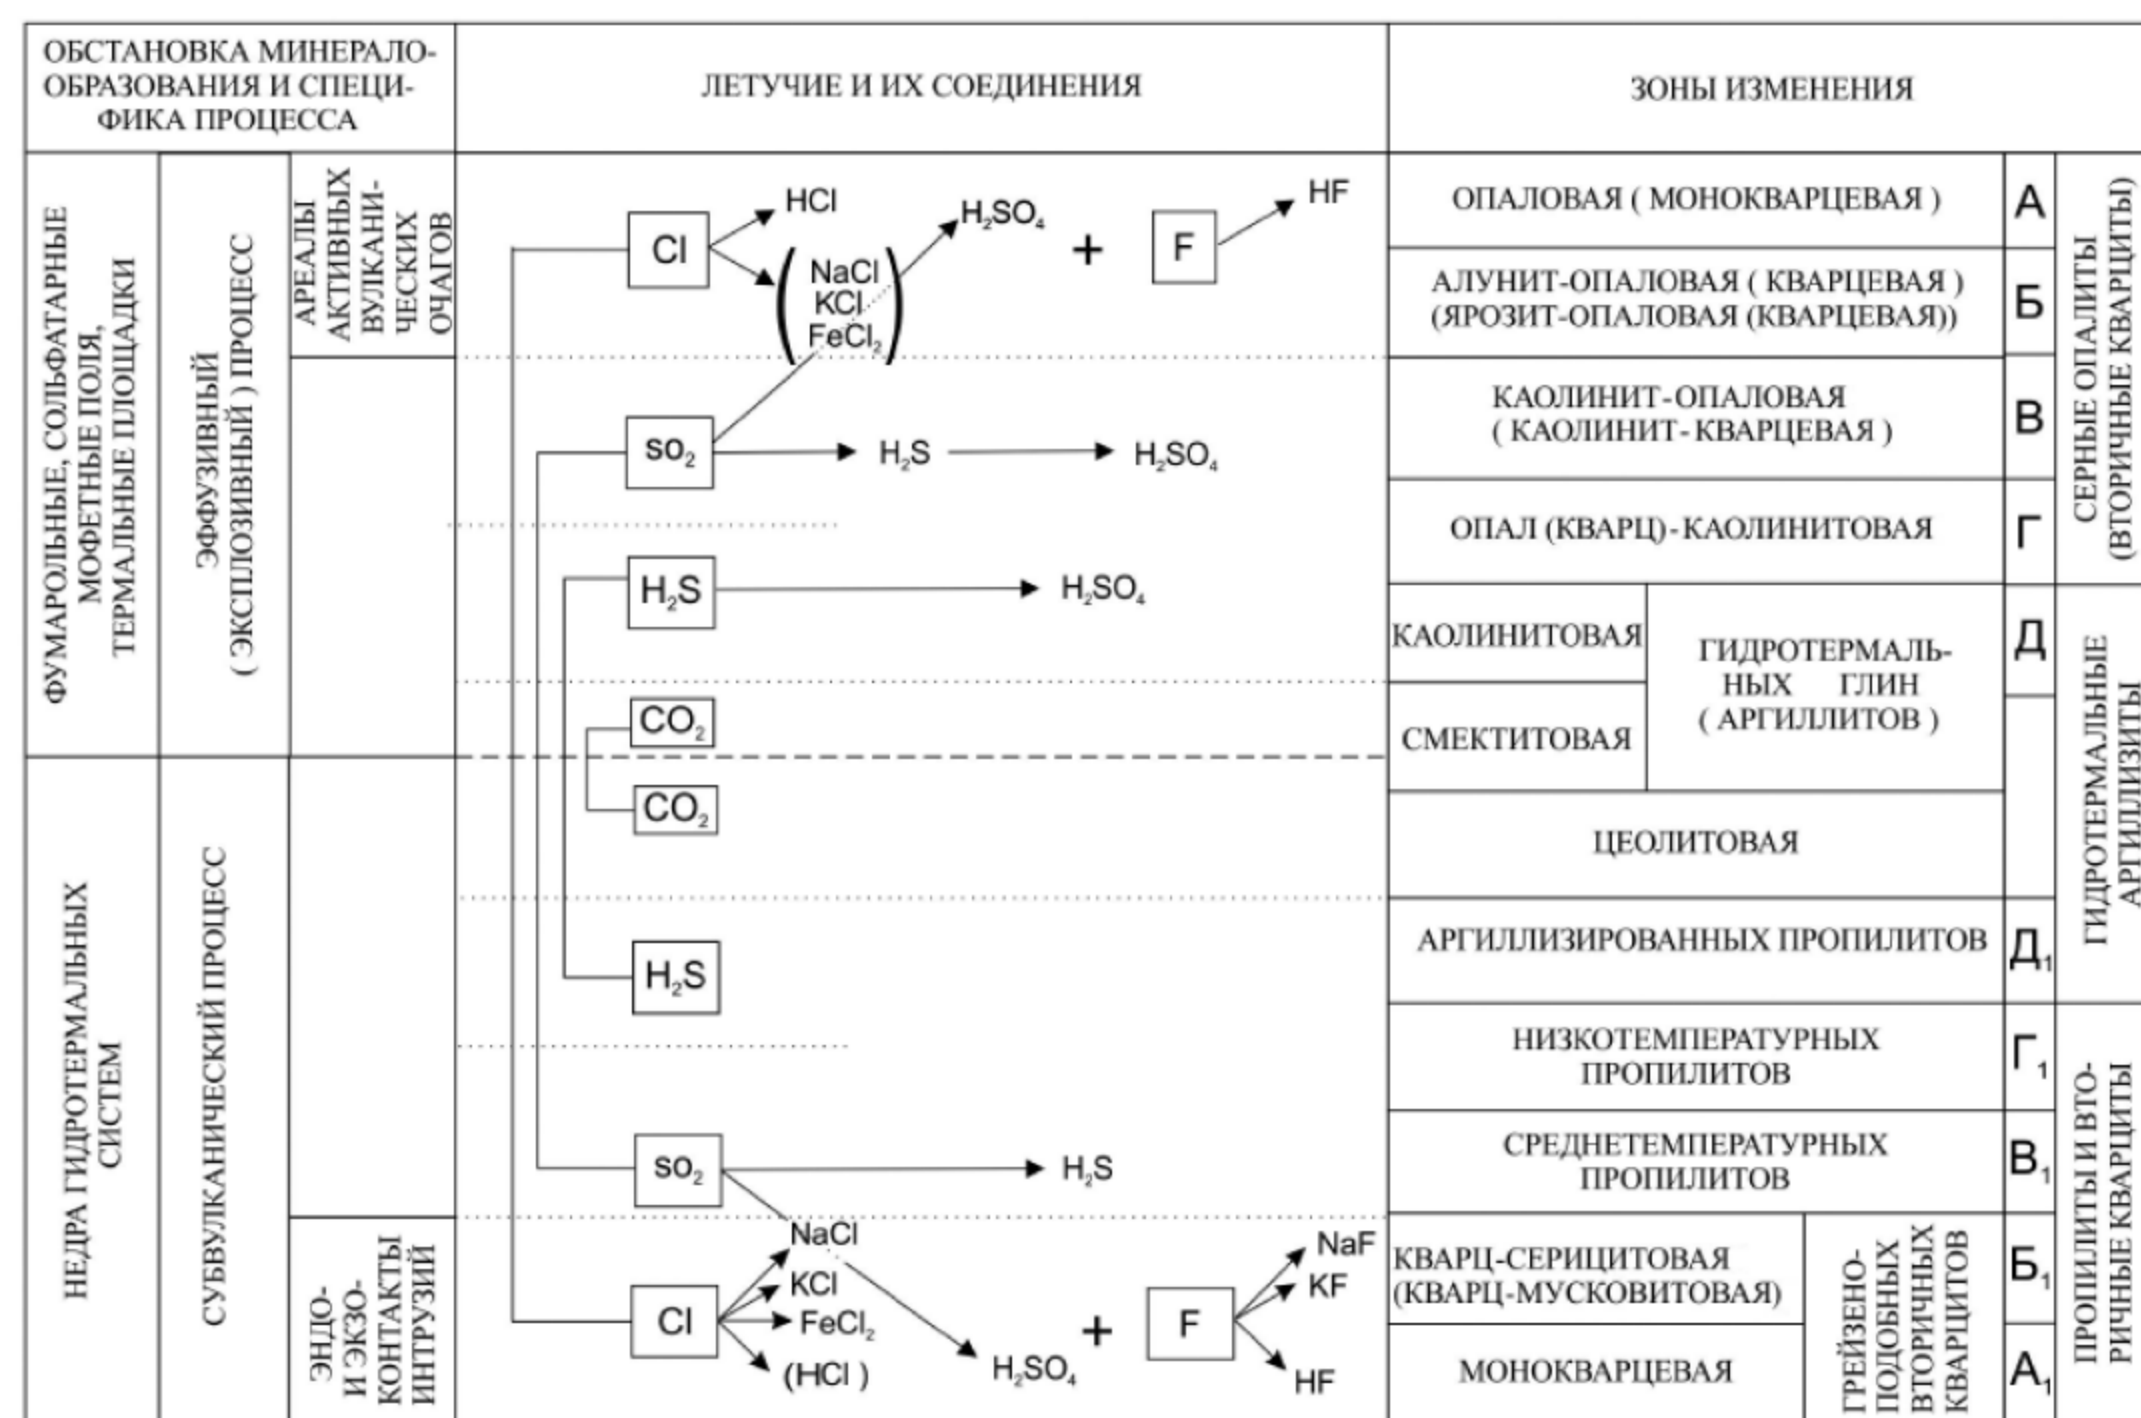 ОБСТАНОВКА МИНЕРАЛО-
ОБРАЗОВАНИЯ И СПЕЦИ-
ФИКА ПРОЦЕССА
ЛЕТУЧИЕ И ИХ СОЕДИНЕНИЯ
ЗОНЫ ИЗМЕНЕНИЯ
ФУМАРОЛЬНЫЕ, СОЛЬФАТАРНЫЕ
МОФЕТНЫЕ ПОЛЯ,
ТЕРМАЛЬНЫЕ ПЛОЩАДКИ
ЭФФУЗИВНЫЙ
( ЭКСПЛОЗИВНЫЙ ) ПРОЦЕСС
АРЕАЛЫ
АКТИВНЫХ
ВУЛКАНИ-
ЧЕСКИХ
ОЧАГОВ
Cl
HCl
NaCl
KCl
FeCl₂
H₂SO₄
+
F
HF
SO₂
H₂S
H₂SO₄
H₂S
H₂SO₄
CO₂
ОПАЛОВАЯ ( МОНОКВАРЦЕВАЯ )
А
АЛУНИТ-ОПАЛОВАЯ ( КВАРЦЕВАЯ )
(ЯРОЗИТ-ОПАЛОВАЯ (КВАРЦЕВАЯ))
Б
КАОЛИНИТ-ОПАЛОВАЯ
( КАОЛИНИТ-КВАРЦЕВАЯ )
В
ОПАЛ (КВАРЦ)-КАОЛИНИТОВАЯ
Г
СЕРНЫЕ ОПАЛИТЫ
(ВТОРИЧНЫЕ КВАРЦИТЫ)
КАОЛИНИТОВАЯ
СМЕКТИТОВАЯ
ГИДРОТЕРМАЛЬ-
НЫХ ГЛИН
( АРГИЛЛИТОВ )
Д
ГИДРОТЕРМАЛЬНЫЕ
АРГИЛЛИЗИТЫ
НЕДРА ГИДРОТЕРМАЛЬНЫХ
СИСТЕМ
СУБВУЛКАНИЧЕСКИЙ ПРОЦЕСС
ЭНДО-
И ЭКЗО-
КОНТАКТЫ
ИНТРУЗИЙ
CO₂
H₂S
SO₂
H₂S
Cl
NaCl
KCl
FeCl₂
(HCl )
H₂SO₄
+
F
NaF
KF
HF
ЦЕОЛИТОВАЯ
АРГИЛЛИЗИРОВАННЫХ ПРОПИЛИТОВ
Д₁
НИЗКОТЕМПЕРАТУРНЫХ
ПРОПИЛИТОВ
Г₁
СРЕДНЕТЕМПЕРАТУРНЫХ
ПРОПИЛИТОВ
В₁
КВАРЦ-СЕРИЦИТОВАЯ
(КВАРЦ-МУСКОВИТОВАЯ)
Б₁
МОНОКВАРЦЕВАЯ
А₁
ГРЕЙЗЕНО-
ПОДОБНЫХ
ВТОРИЧНЫХ
КВАРЦИТОВ
ПРОПИЛИТЫ И ВТО-
РИЧНЫЕ КВАРЦИТЫ